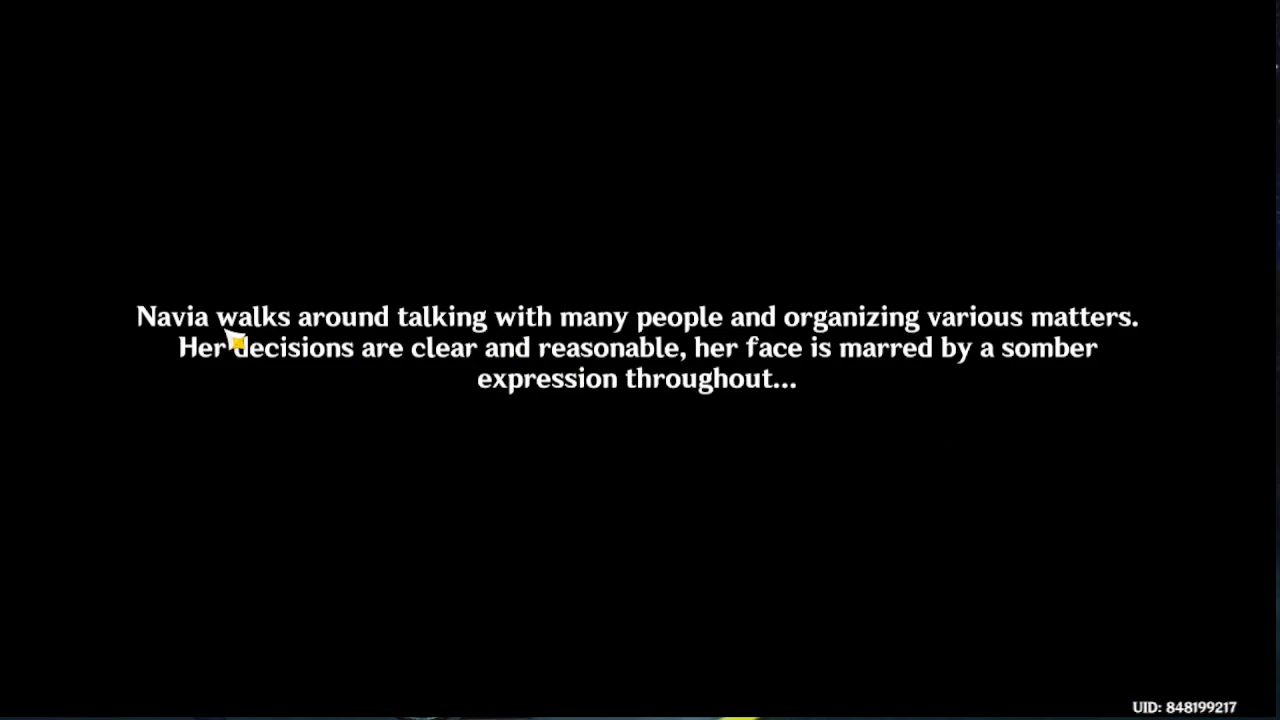 Navia walks around talking with many people and organizing various matters.
Her decisions are clear and reasonable, her face is marred by a somber
expression throughout...
UID: 848199217